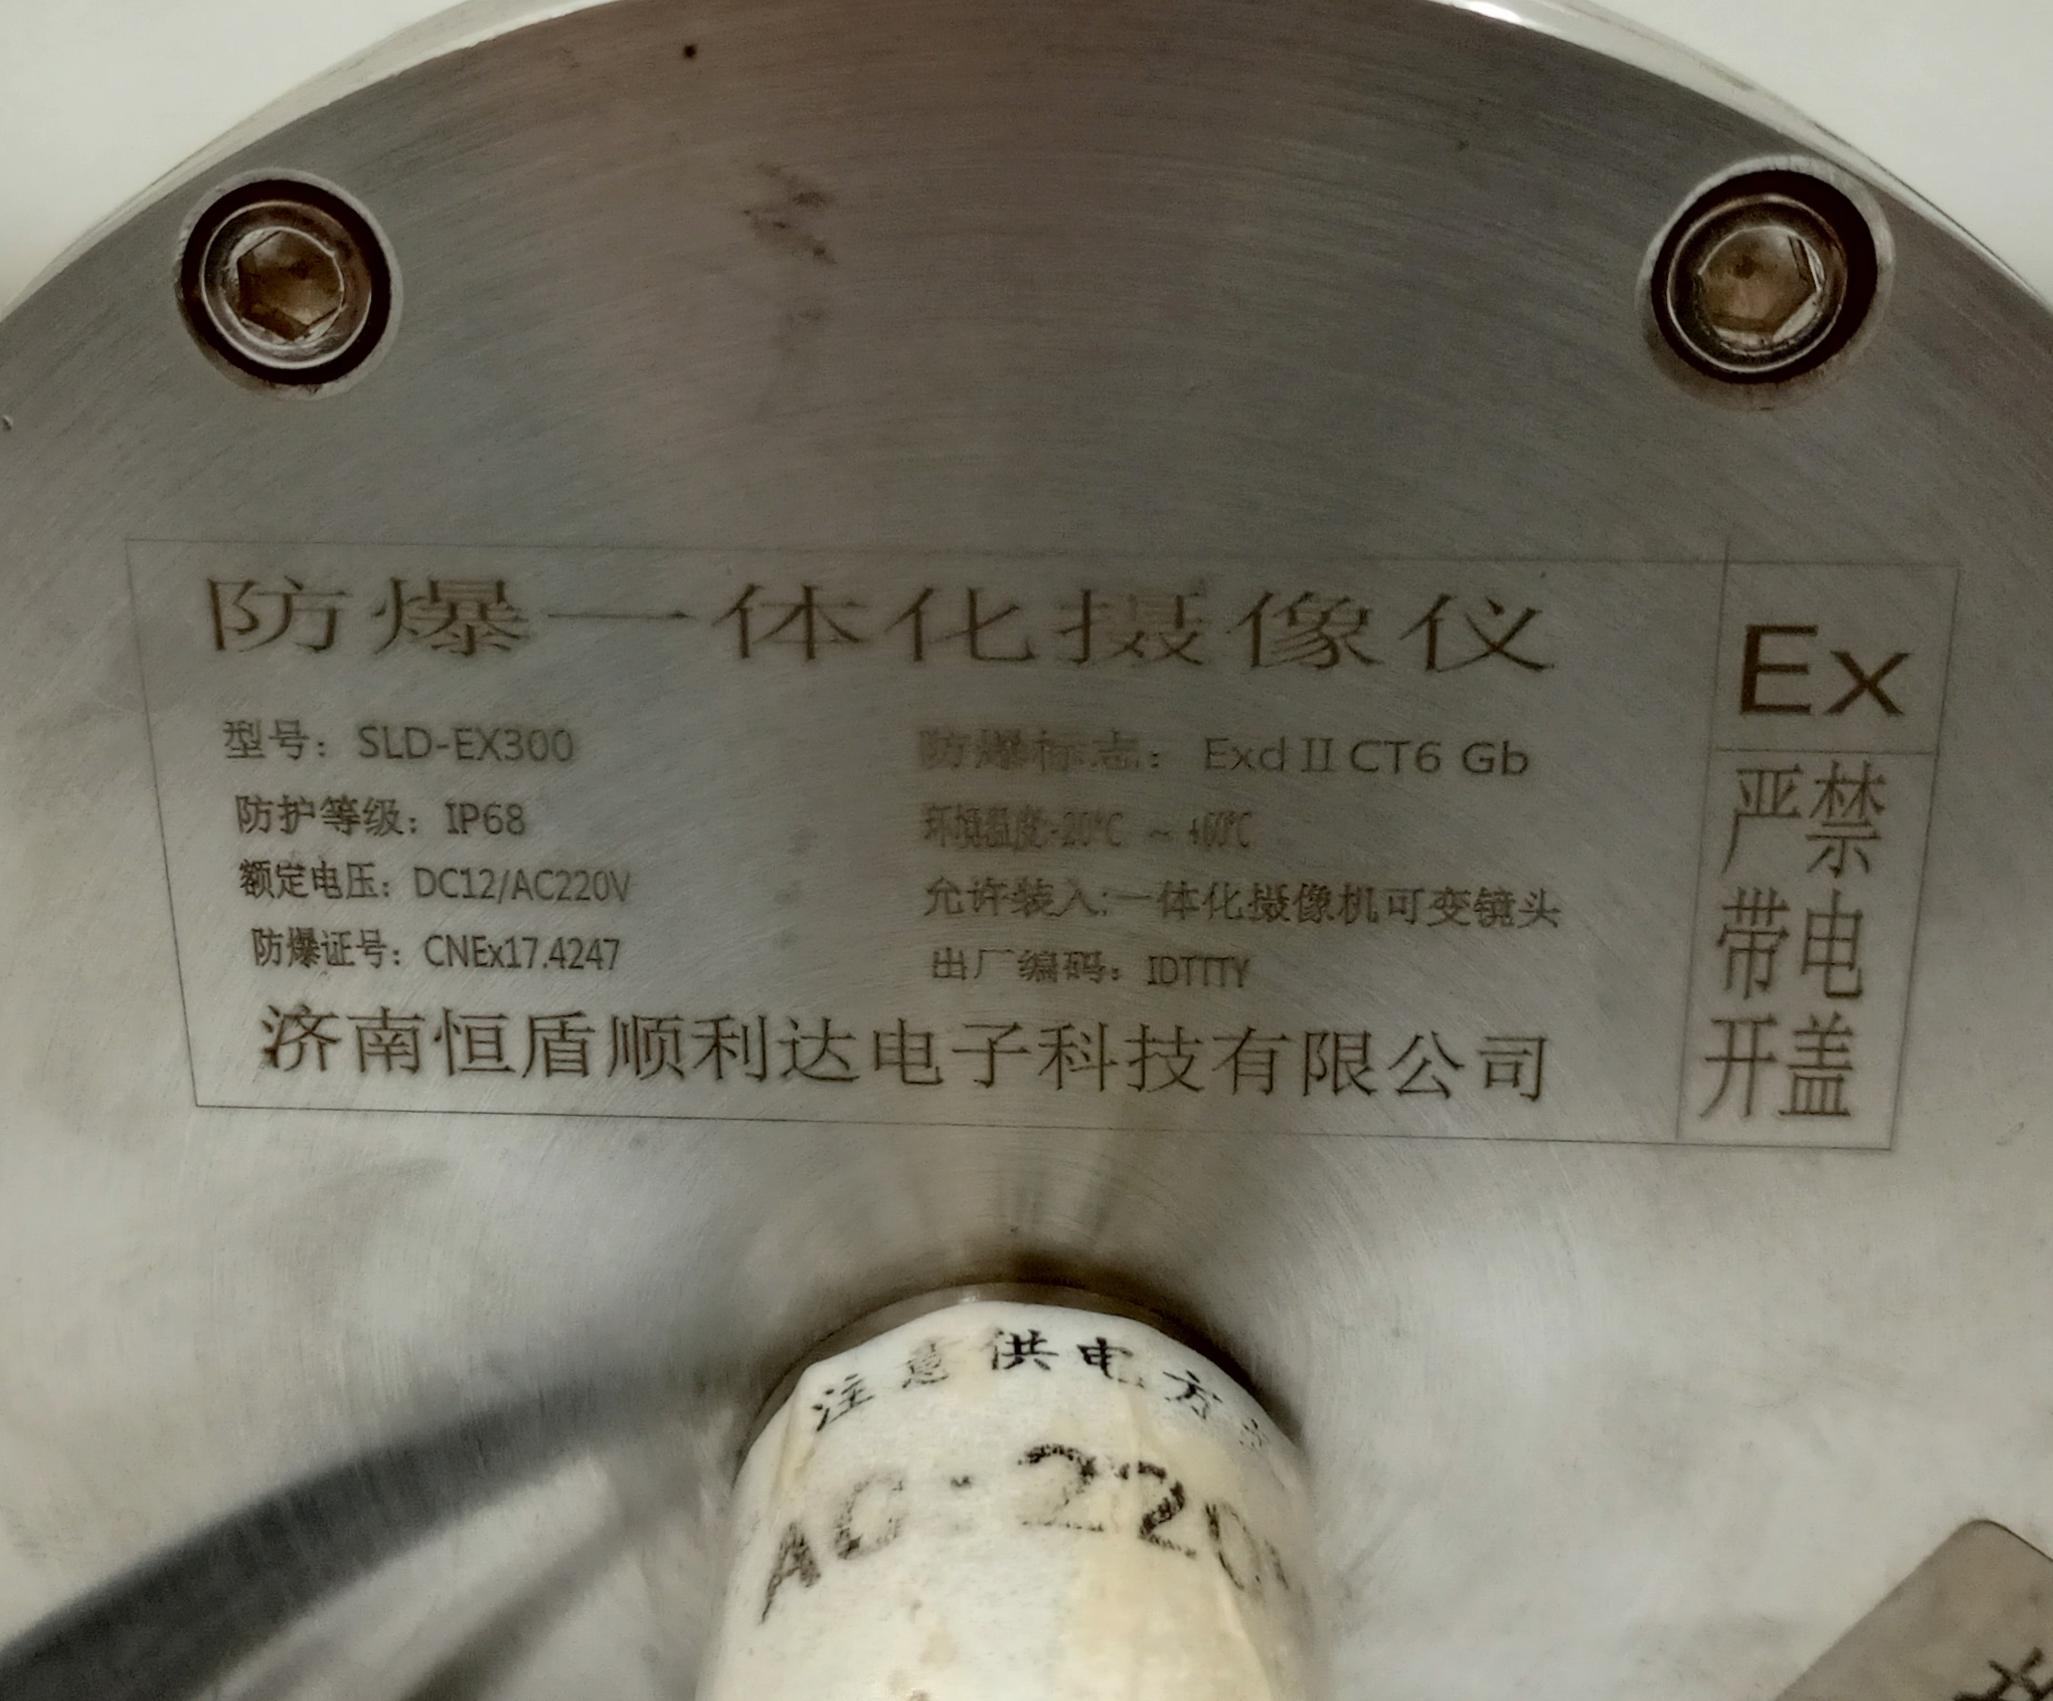 防爆一体化摄像仪
型号：SLD-EX300
防爆标志：Exd II CT6 Gb
防护等级：IP68
环境温度:-20℃ ~ +60℃
额定电压：DC12/AC220V
允许装入:一体化摄像机可变镜头
防爆证号：CNEx17.4247
出厂编码：IDTTTY
济南恒盾顺利达电子科技有限公司
Ex
严禁
带电
开盖
注意供电方
AC:220